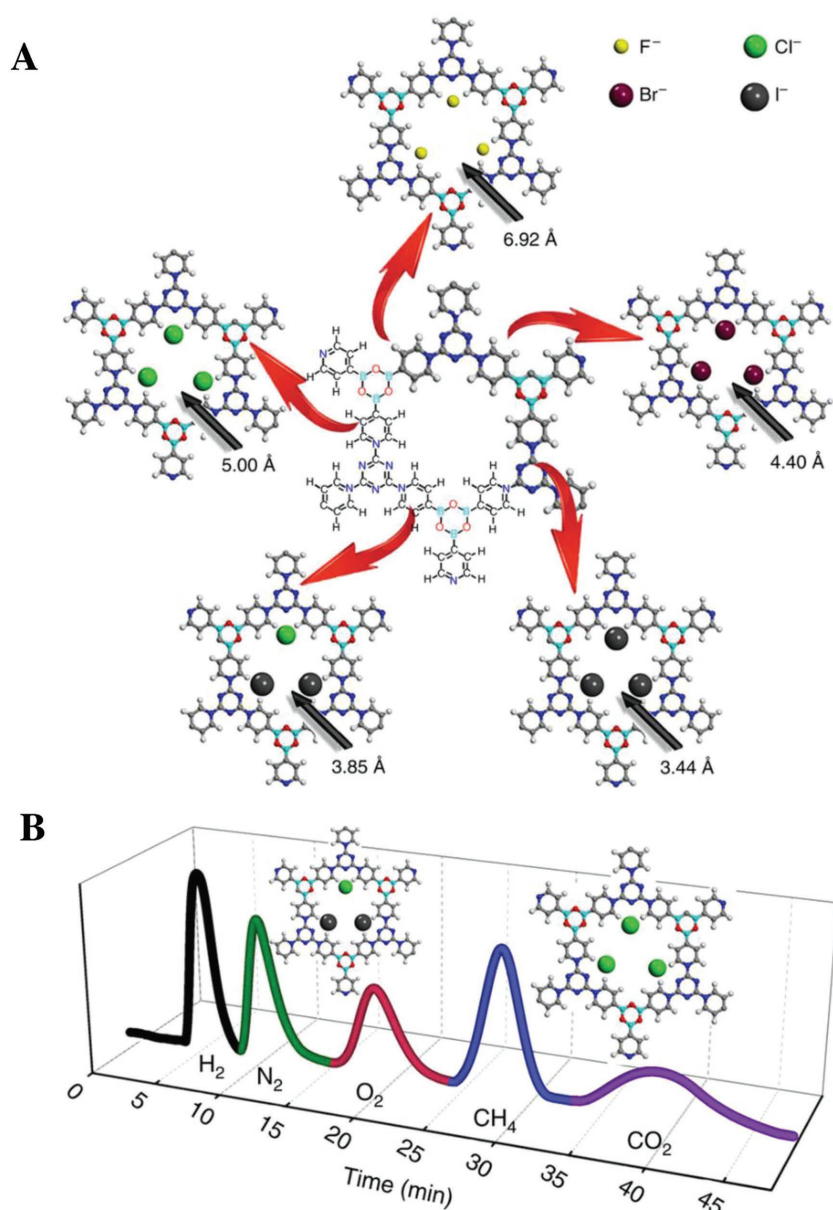 A
F⁻
Cl⁻
Br⁻
I⁻
6.92 Å
5.00 Å
4.40 Å
3.85 Å
3.44 Å
B
H₂
N₂
O₂
CH₄
CO₂
0
5
10
15
20
25
30
35
40
45
Time (min)